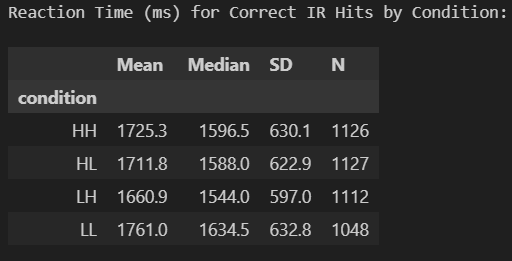 Reaction Time (ms) for Correct IR Hits by Condition:
Mean Median SD N
condition
HH 1725.3 1596.5 630.1 1126
HL 1711.8 1588.0 622.9 1127
LH 1660.9 1544.0 597.0 1112
LL 1761.0 1634.5 632.8 1048